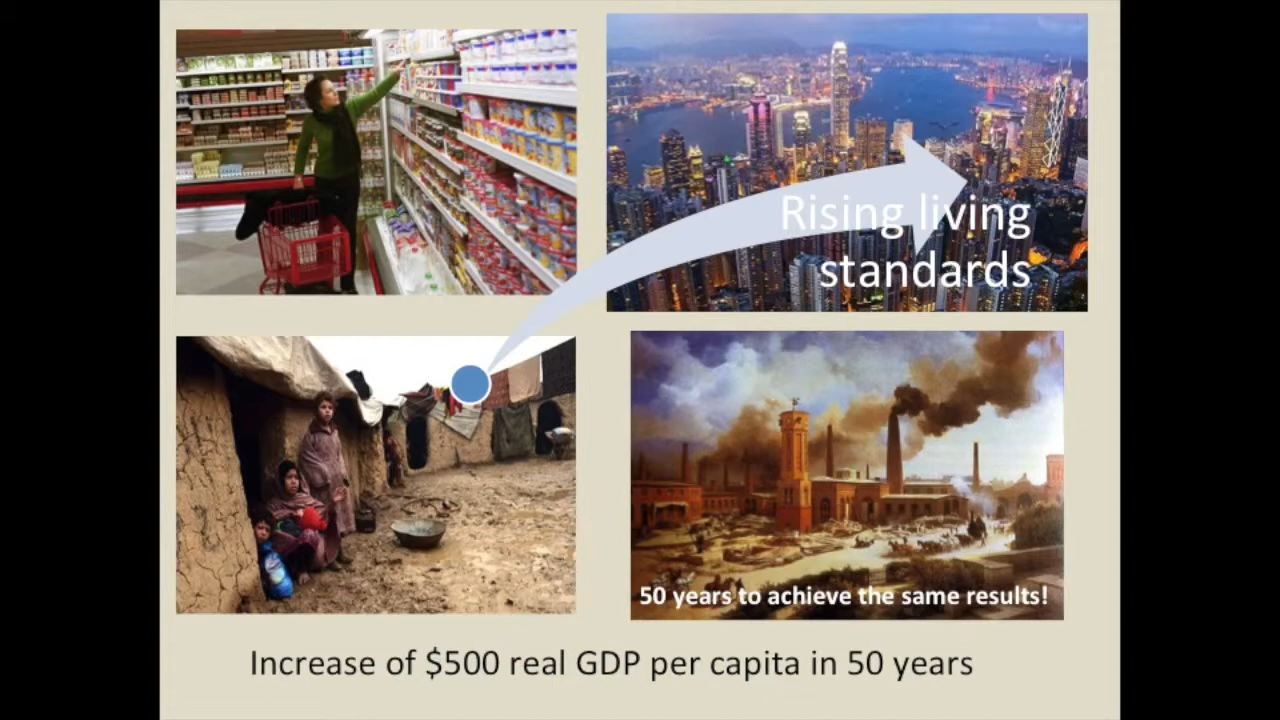 Rising living
standards
50 years to achieve the same results!
Increase of $500 real GDP per capita in 50 years